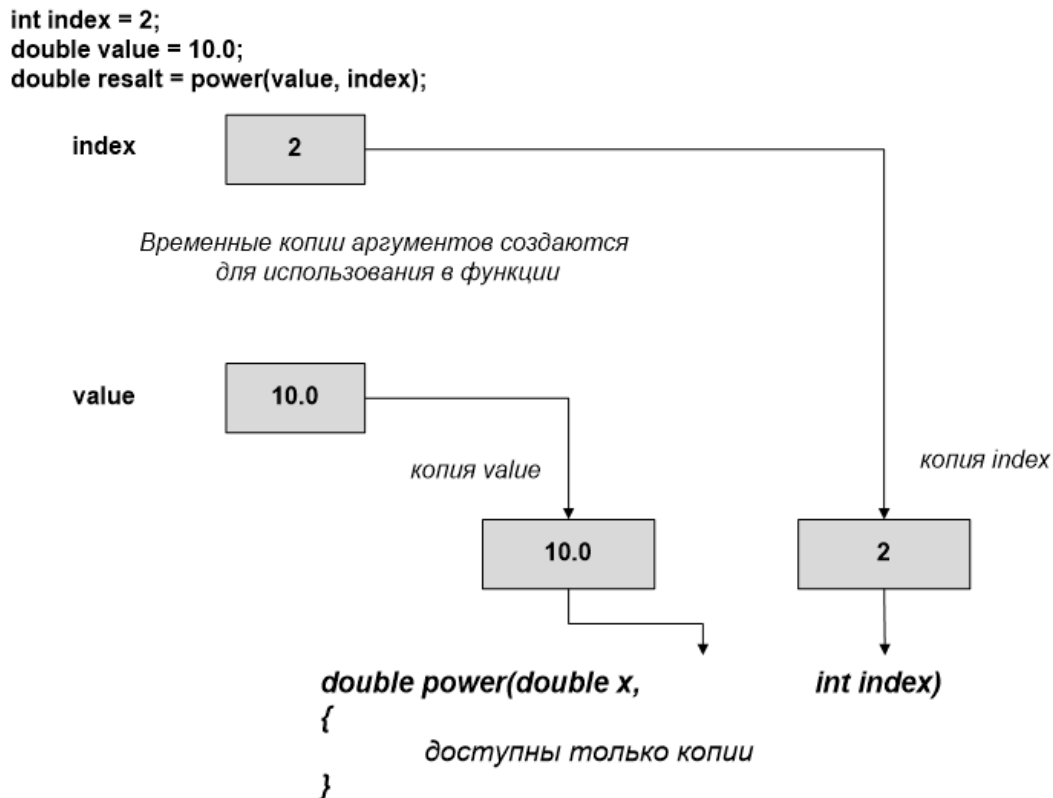 int index = 2;
double value = 10.0;
double resalt = power(value, index);
index
2
Временные копии аргументов создаются
для использования в функции
value
10.0
копия value
копия index
10.0
2
double power(double x, int index)
{
доступны только копии
}